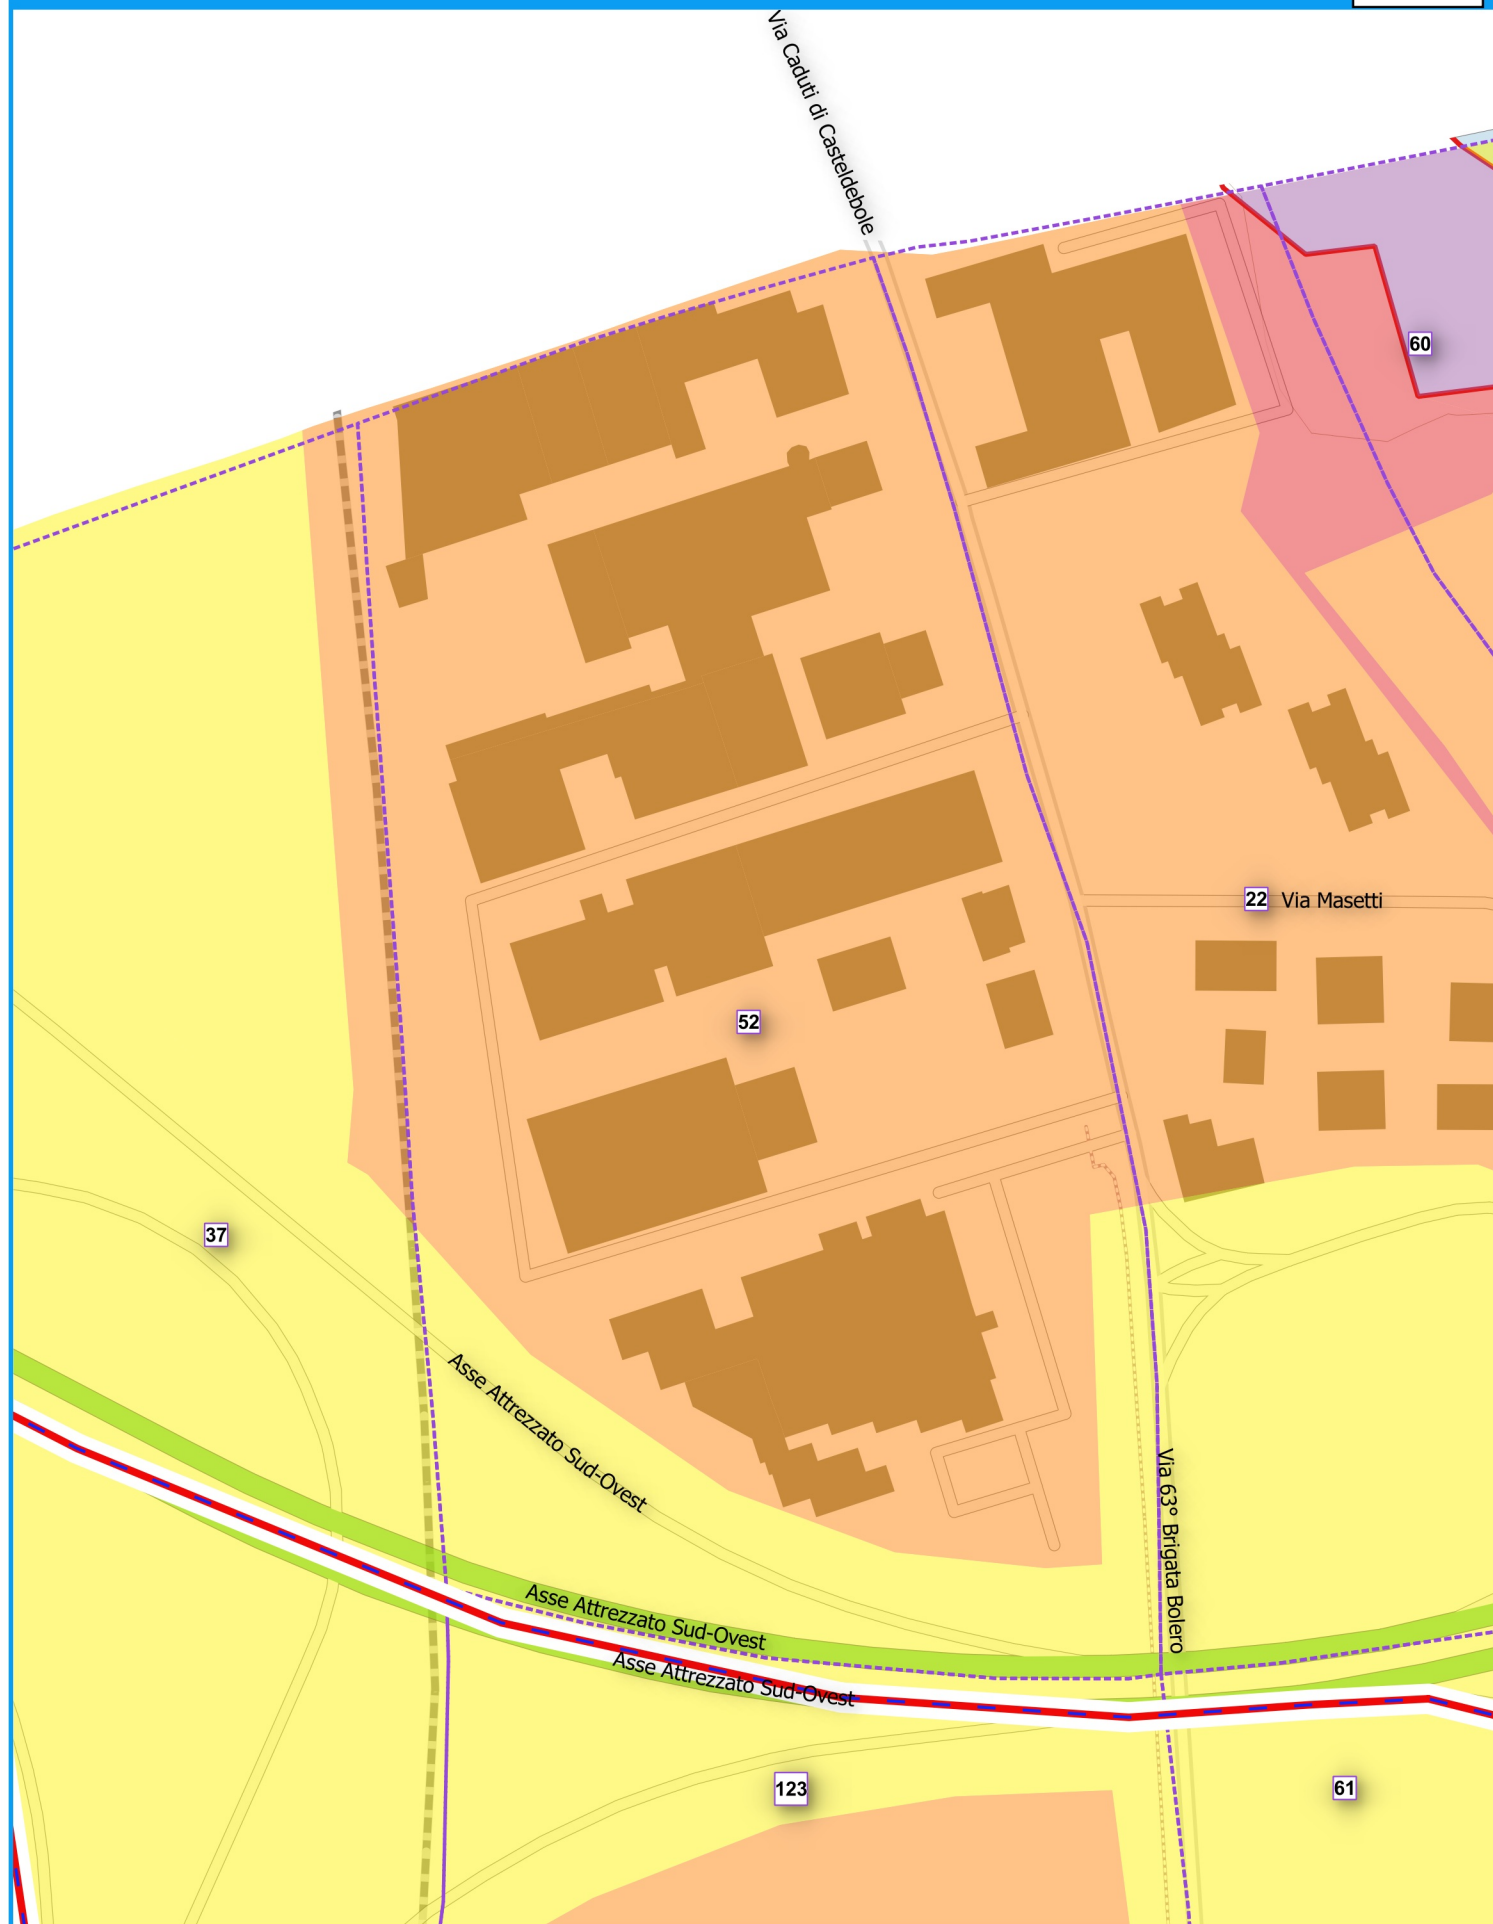 Via Caduti di Casteldebole
60
22 Via Masetti
52
37
Asse Attrezzato Sud-Ovest
Via 63° Brigata Bolero
Asse Attrezzato Sud-Ovest
Asse Attrezzato Sud-Ovest
123
61